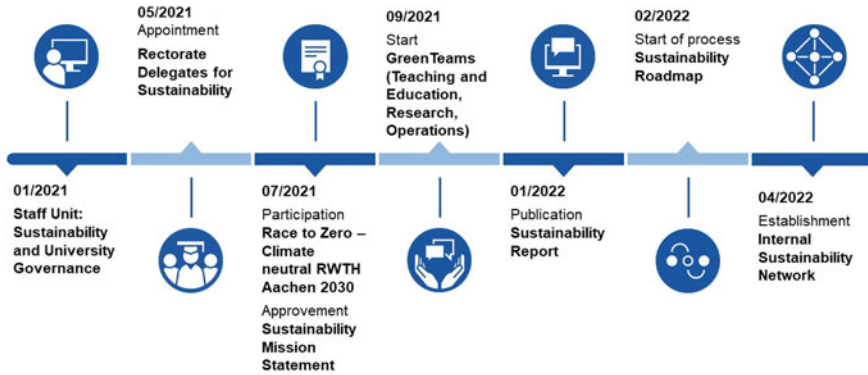 05/2021
Appointment
Rectorate
Delegates for
Sustainability
09/2021
Start
GreenTeams
(Teaching and
Education,
Research,
Operations)
02/2022
Start of process
Sustainability
Roadmap
01/2021
Staff Unit:
Sustainability
and University
Governance
07/2021
Participation
Race to Zero –
Climate
neutral RWTH
Aachen 2030
Approvement
Sustainability
Mission
Statement
01/2022
Publication
Sustainability
Report
04/2022
Establishment
Internal
Sustainability
Network